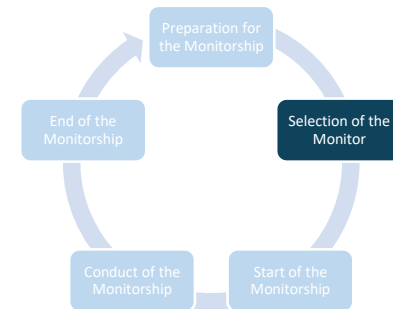 Preparation for
the Monitorship
Selection of the
Monitor
Start of the
Monitorship
Conduct of the
Monitorship
End of the
Monitorship